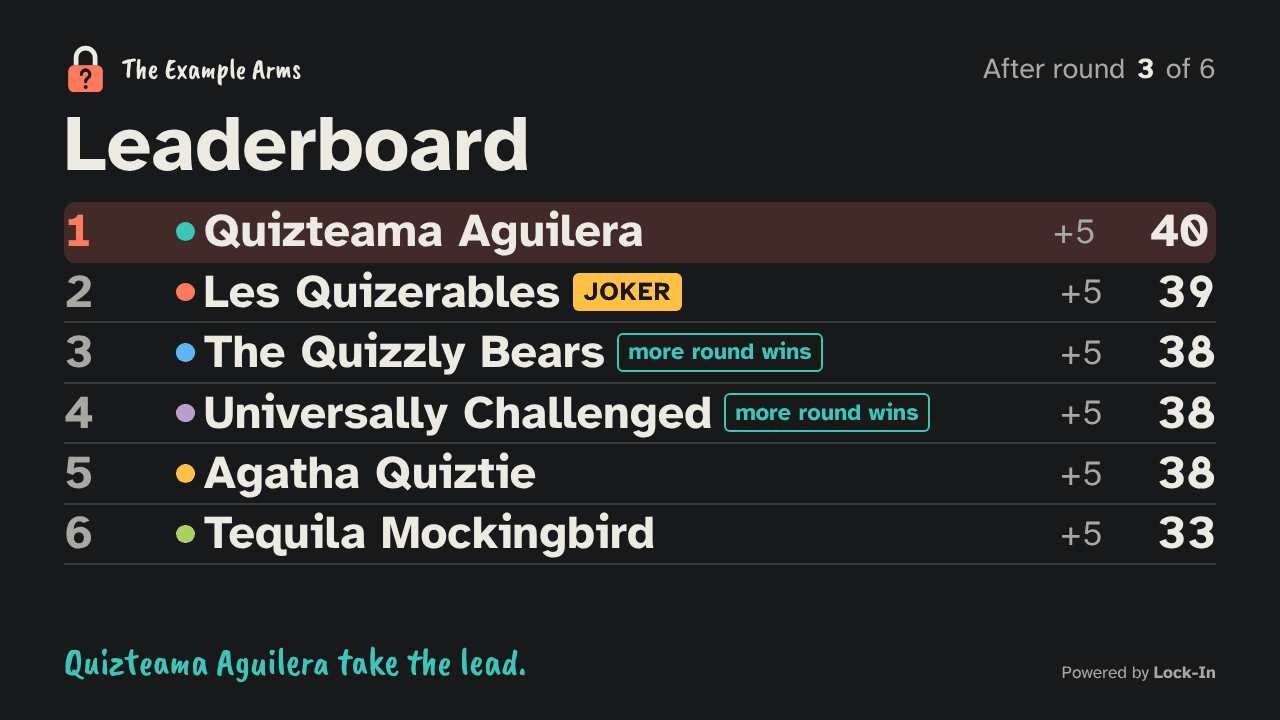 ?
The Example Arms
After round 3 of 6
Leaderboard
1 Quizteama Aguilera +5 40
2 Les Quizerables JOKER +5 39
3 The Quizzly Bears more round wins +5 38
4 Universally Challenged more round wins +5 38
5 Agatha Quiztie +5 38
6 Tequila Mockingbird +5 33
Quizteama Aguilera take the lead.
Powered by Lock-In